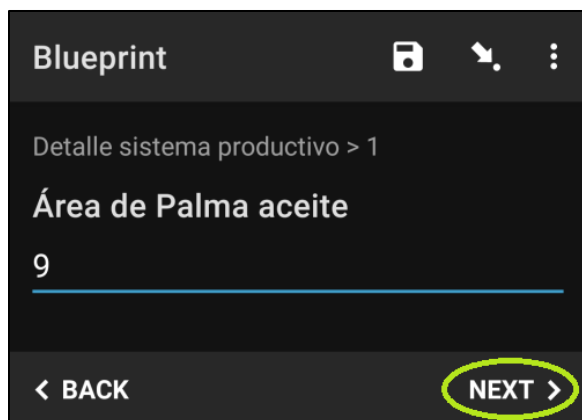 Blueprint
Detalle sistema productivo > 1
Área de Palma aceite
9
< BACK NEXT >